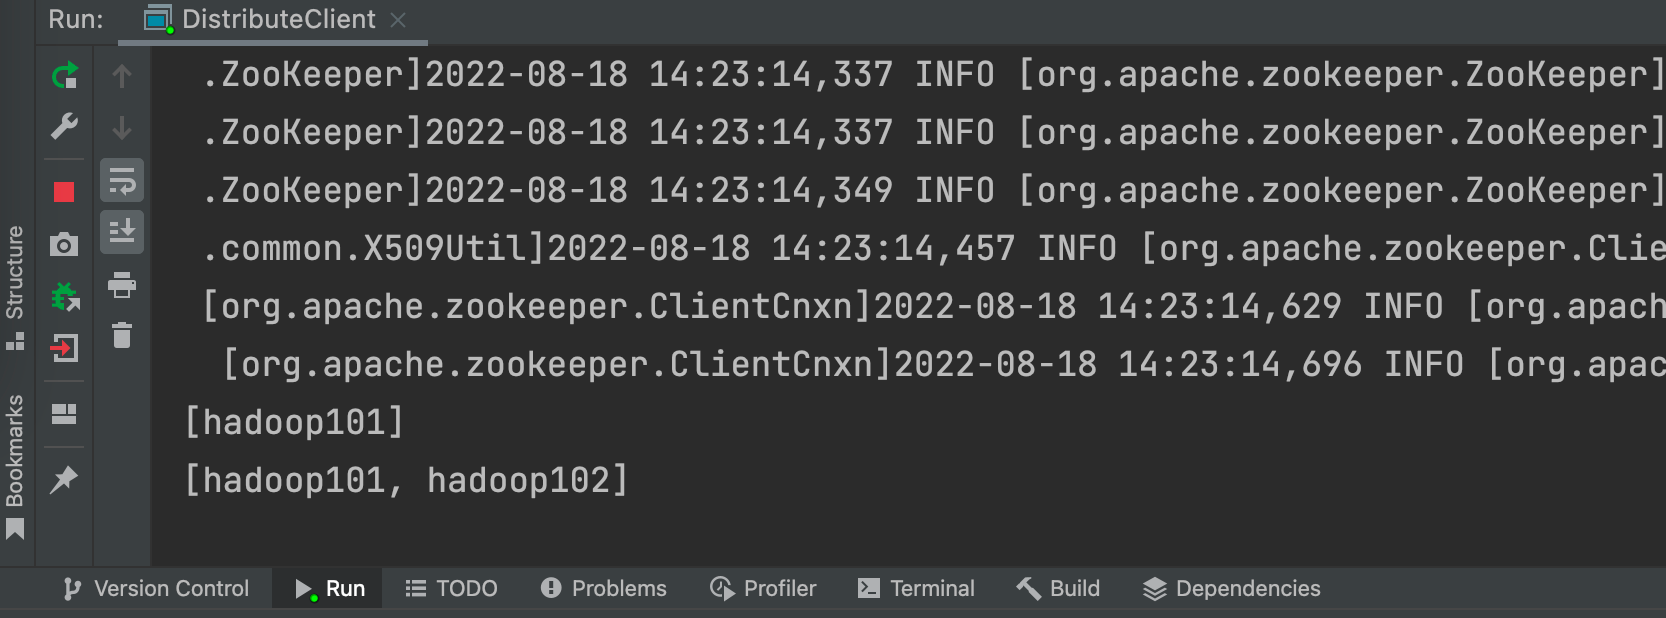 Run: DistributeClient
.ZooKeeper]2022-08-18 14:23:14,337 INFO [org.apache.zookeeper.ZooKeeper]
.ZooKeeper]2022-08-18 14:23:14,337 INFO [org.apache.zookeeper.ZooKeeper]
.ZooKeeper]2022-08-18 14:23:14,349 INFO [org.apache.zookeeper.ZooKeeper]
.common.X509Util]2022-08-18 14:23:14,457 INFO [org.apache.zookeeper.Clie
[org.apache.zookeeper.ClientCnxn]2022-08-18 14:23:14,629 INFO [org.apach
[org.apache.zookeeper.ClientCnxn]2022-08-18 14:23:14,696 INFO [org.apac
[hadoop101]
[hadoop101, hadoop102]
Structure
Bookmarks
Version Control Run TODO Problems Profiler Terminal Build Dependencies